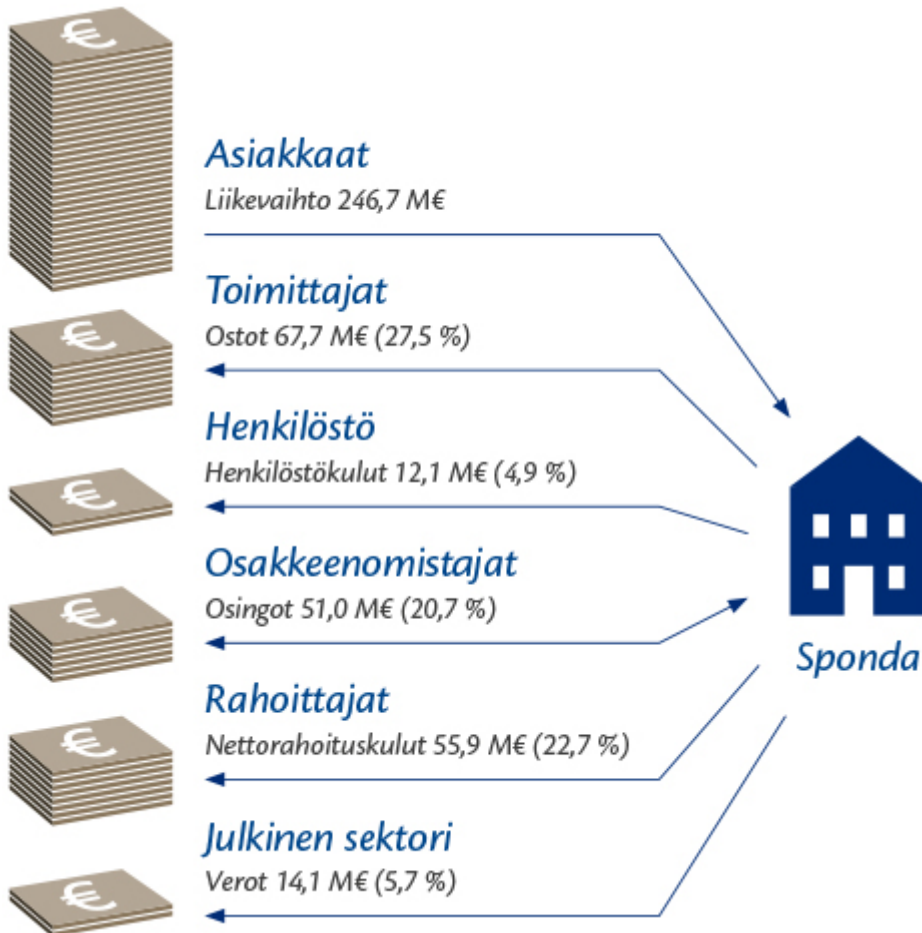 Asiakkaat
Liikevaihto 246,7 M€
Toimittajat
Ostot 67,7 M€ (27,5 %)
Henkilöstö
Henkilöstökulut 12,1 M€ (4,9 %)
Osakkeenomistajat
Osingot 51,0 M€ (20,7 %)
Rahoittajat
Nettorahoituskulut 55,9 M€ (22,7 %)
Julkinen sektori
Verot 14,1 M€ (5,7 %)
Sponda
€
€
€
€
€
€